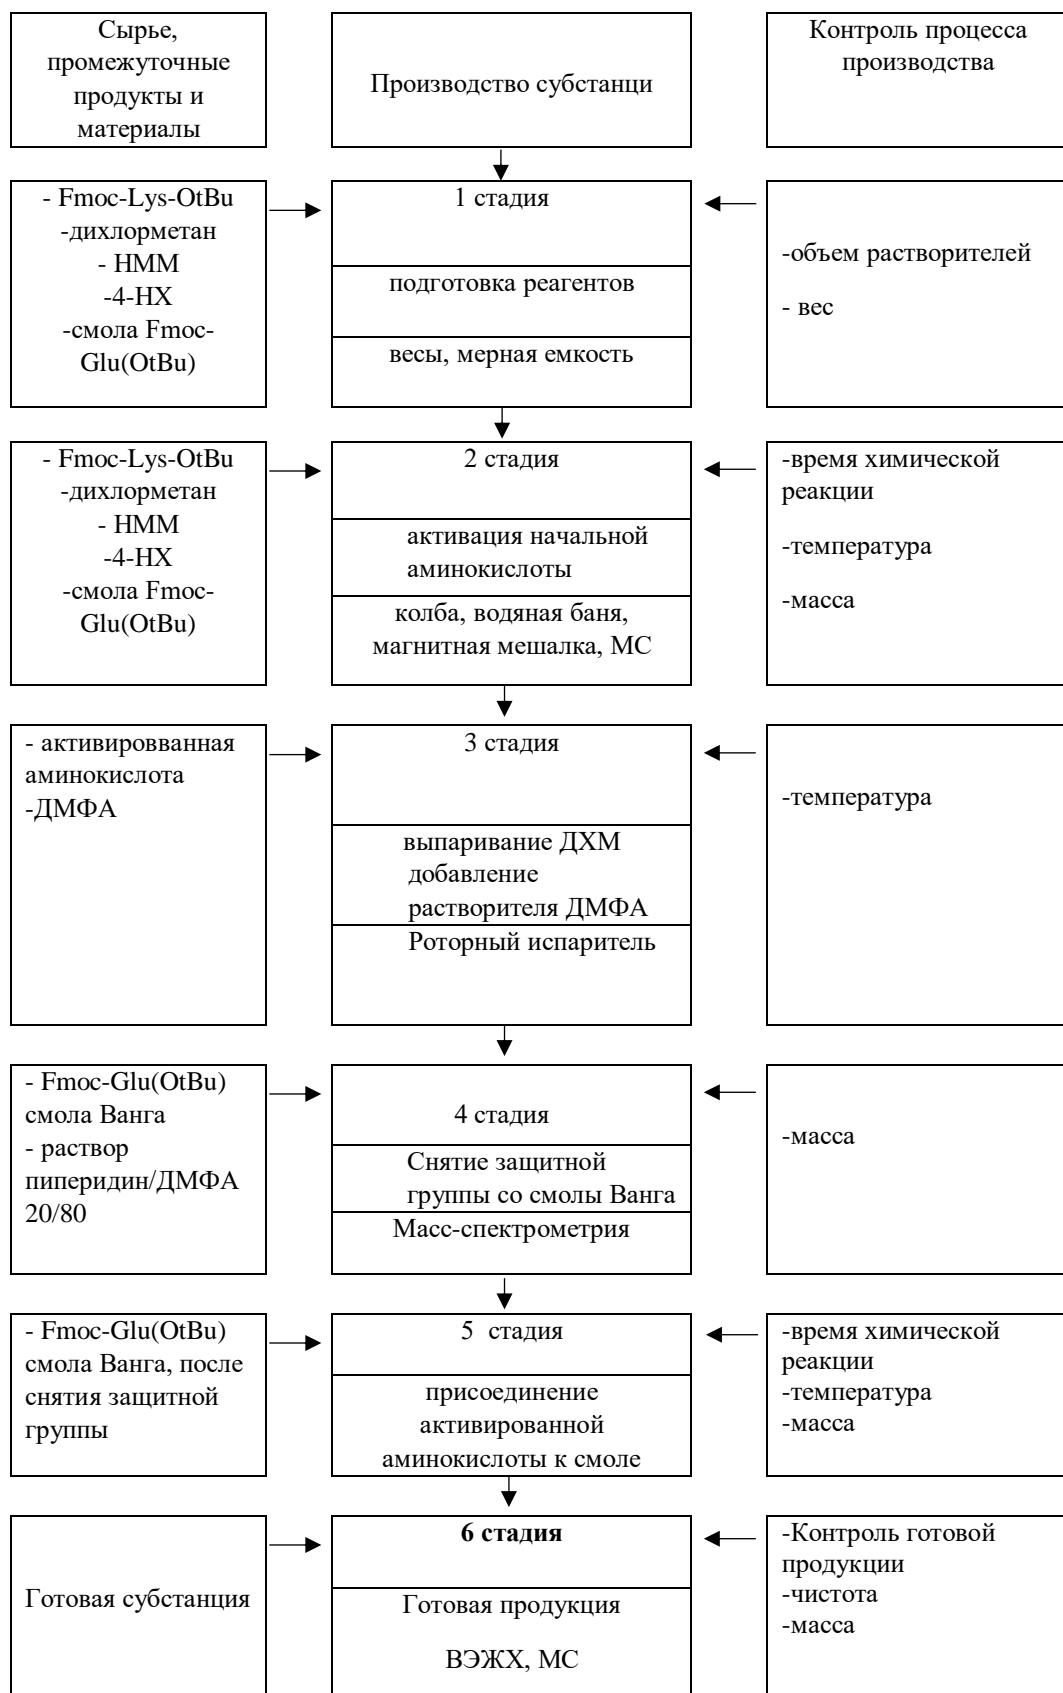 Сырье,
промежуточные
продукты и
материалы
Производство субстанци
Контроль процесса
производства
- Fmoc-Lys-OtBu
-дихлорметан
- НММ
-4-НХ
-смола Fmoc-
Glu(OtBu)
1 стадия
подготовка реагентов
весы, мерная емкость
-объем растворителей
- вес
- Fmoc-Lys-OtBu
-дихлорметан
- НММ
-4-НХ
-смола Fmoc-
Glu(OtBu)
2 стадия
активация начальной
аминокислоты
колба, водяная баня,
магнитная мешалка, МС
-время химической
реакции
-температура
-масса
- активировванная
аминокислота
-ДМФА
3 стадия
выпаривание ДХМ
добавление
растворителя ДМФА
Роторный испаритель
-температура
- Fmoc-Glu(OtBu)
смола Ванга
- раствор
пиперидин/ДМФА
20/80
4 стадия
Снятие защитной
группы со смолы Ванга
Масс-спектрометрия
-масса
- Fmoc-Glu(OtBu)
смола Ванга, после
снятия защитной
группы
5 стадия
присоединение
активированной
аминокислоты к смоле
-время химической
реакции
-температура
-масса
Готовая субстанция
6 стадия
Готовая продукция
ВЭЖХ, МС
-Контроль готовой
продукции
-чистота
-масса